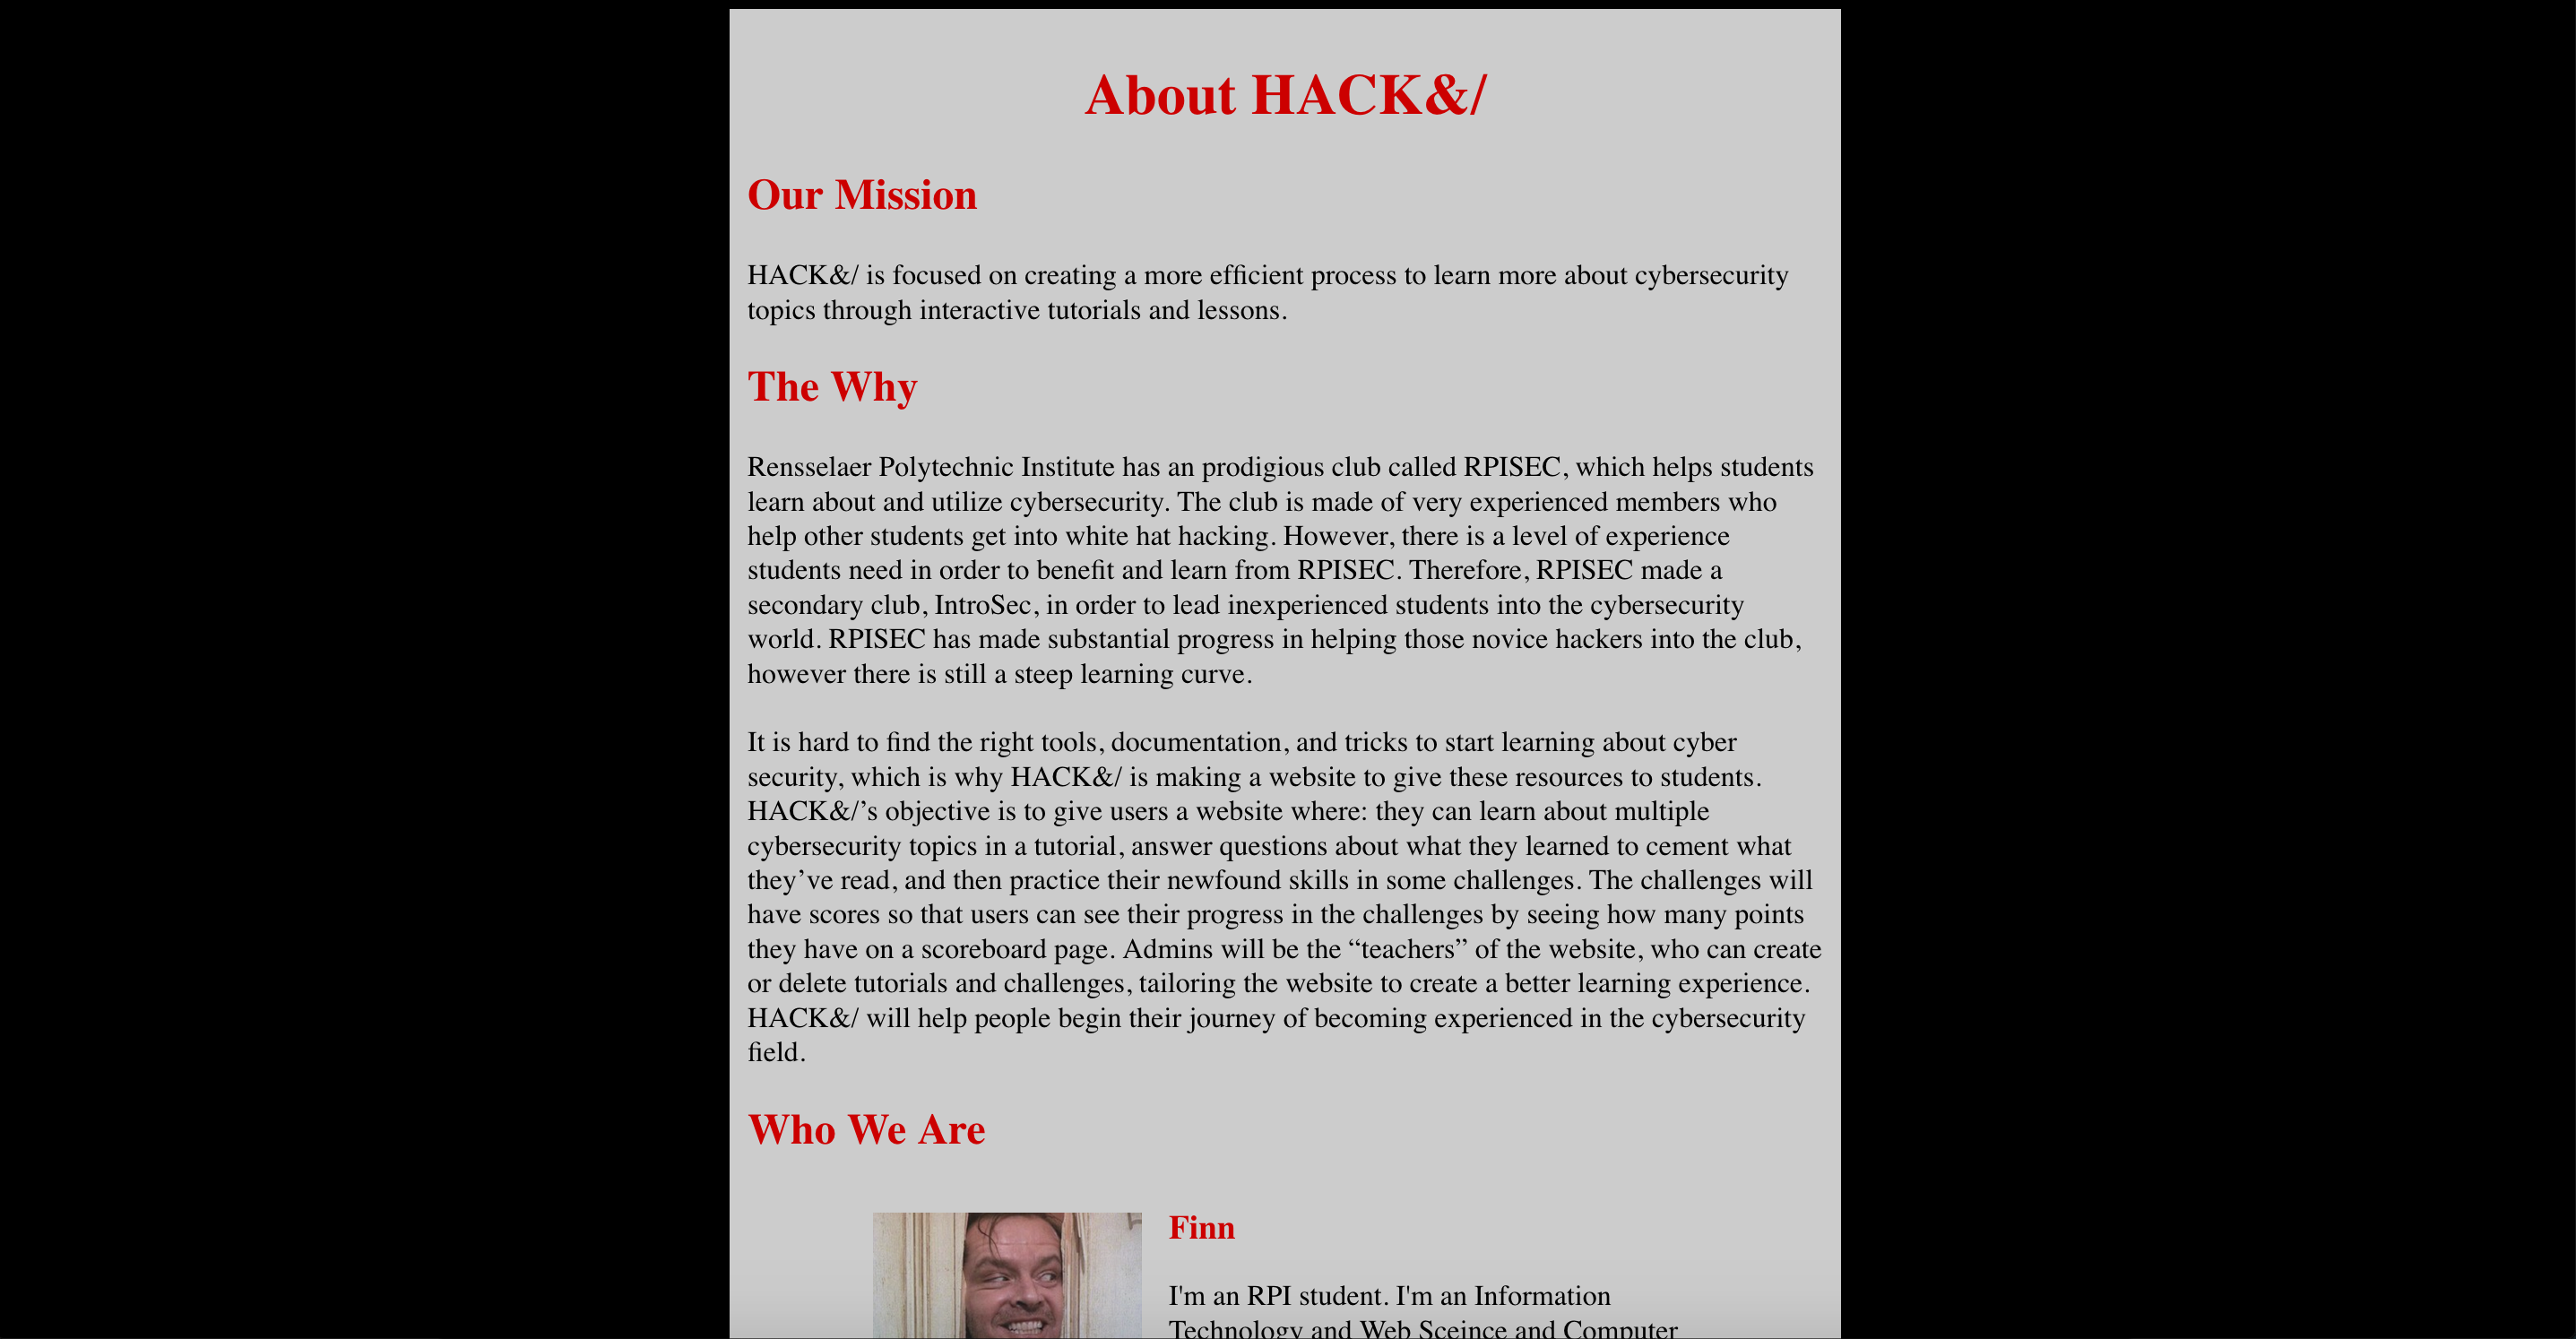 About HACK&/
Our Mission
HACK&/ is focused on creating a more efficient process to learn more about cybersecurity
topics through interactive tutorials and lessons.
The Why
Rensselaer Polytechnic Institute has an prodigious club called RPISEC, which helps students
learn about and utilize cybersecurity. The club is made of very experienced members who
help other students get into white hat hacking. However, there is a level of experience
students need in order to benefit and learn from RPISEC. Therefore, RPISEC made a
secondary club, IntroSec, in order to lead inexperienced students into the cybersecurity
world. RPISEC has made substantial progress in helping those novice hackers into the club,
however there is still a steep learning curve.
It is hard to find the right tools, documentation, and tricks to start learning about cyber
security, which is why HACK&/ is making a website to give these resources to students.
HACK&/’s objective is to give users a website where: they can learn about multiple
cybersecurity topics in a tutorial, answer questions about what they learned to cement what
they’ve read, and then practice their newfound skills in some challenges. The challenges will
have scores so that users can see their progress in the challenges by seeing how many points
they have on a scoreboard page. Admins will be the “teachers” of the website, who can create
or delete tutorials and challenges, tailoring the website to create a better learning experience.
HACK&/ will help people begin their journey of becoming experienced in the cybersecurity
field.
Who We Are
Finn
I'm an RPI student. I'm an Information
Technology and Web Sceince and Computer